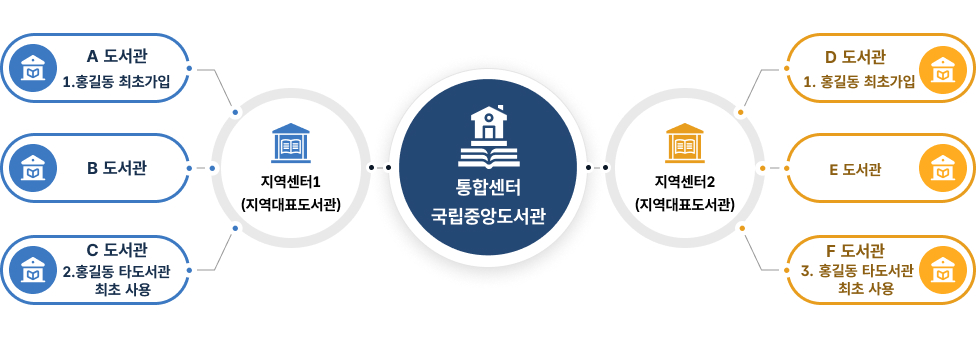 A 도서관
1.홍길동 최초가입
B 도서관
C 도서관
2.홍길동 타도서관
최초 사용
지역센터1
(지역대표도서관)
통합센터
국립중앙도서관
지역센터2
(지역대표도서관)
D 도서관
1. 홍길동 최초가입
E 도서관
F 도서관
3. 홍길동 타도서관
최초 사용